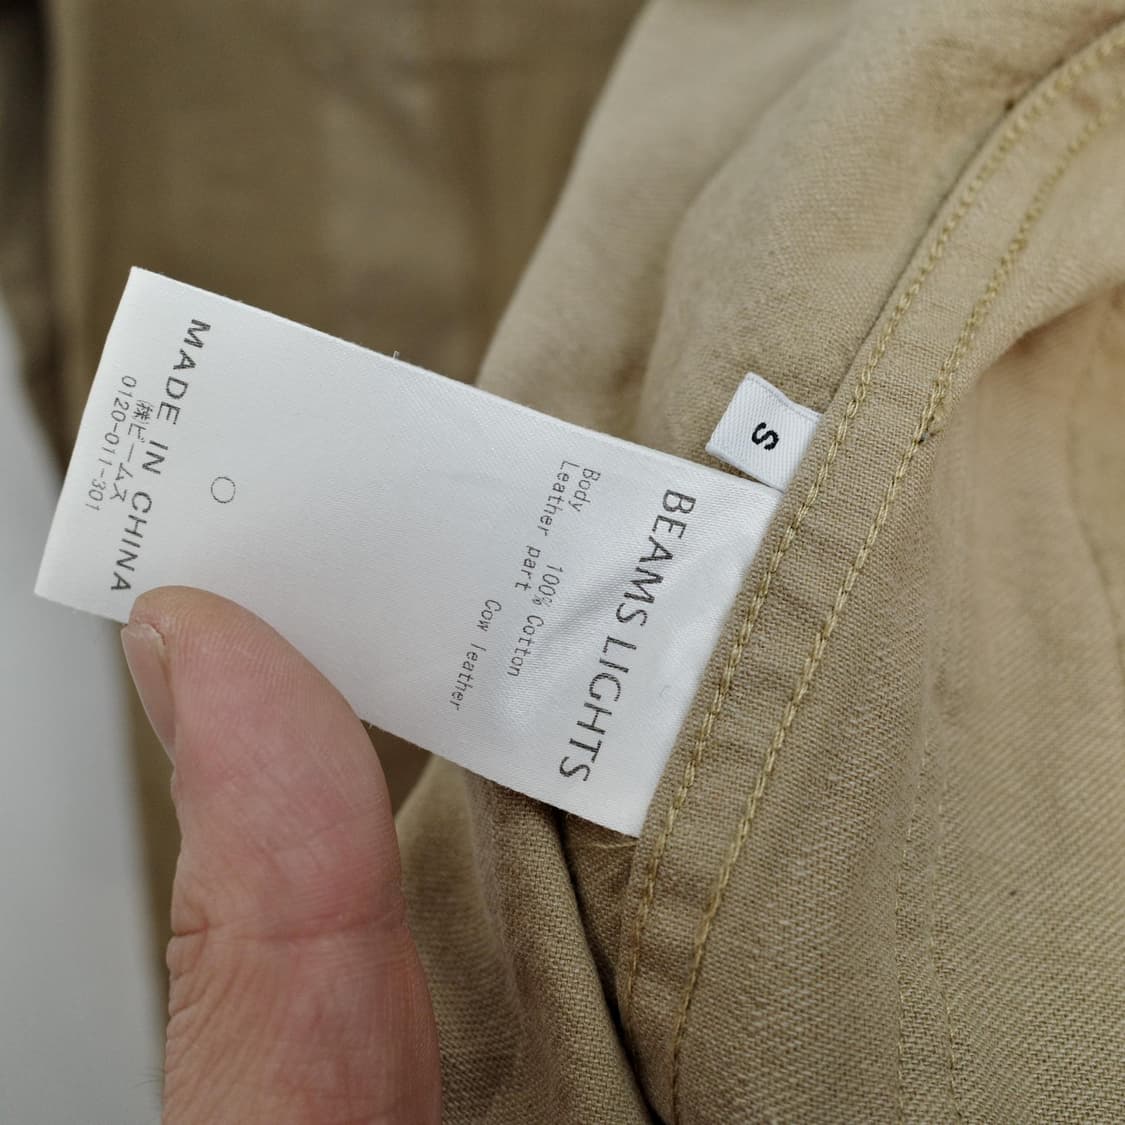 S
BEAMS LIGHTS
Body
100% Cotton
Leather part
Cow leather
MADE IN CHINA
㈱ビームス
0120-011-301